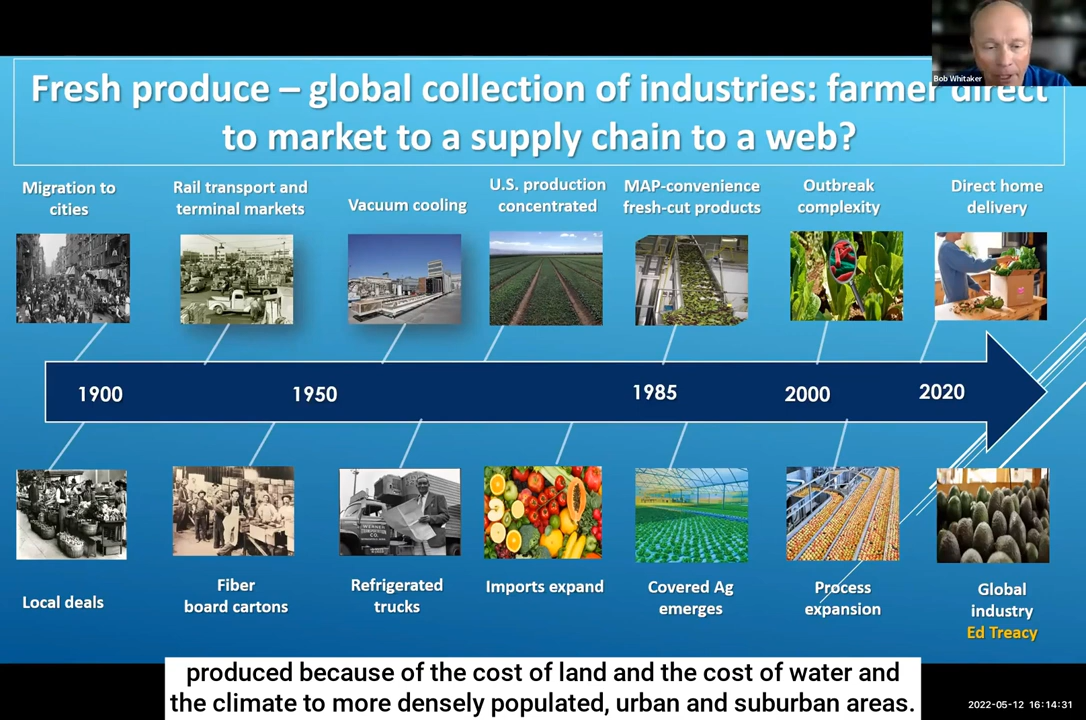 Bob Whitaker
Fresh produce – global collection of industries: farmer direct
to market to a supply chain to a web?
Migration to
cities
Rail transport and
terminal markets
Vacuum cooling
U.S. production
concentrated
MAP-convenience
fresh-cut products
Outbreak
complexity
Direct home
delivery
1900
1950
1985
2000
2020
Local deals
Fiber
board cartons
Refrigerated
trucks
Imports expand
Covered Ag
emerges
Process
expansion
Global
industry
Ed Treacy
produced because of the cost of land and the cost of water and
the climate to more densely populated, urban and suburban areas.
2022-05-12 16:14:31